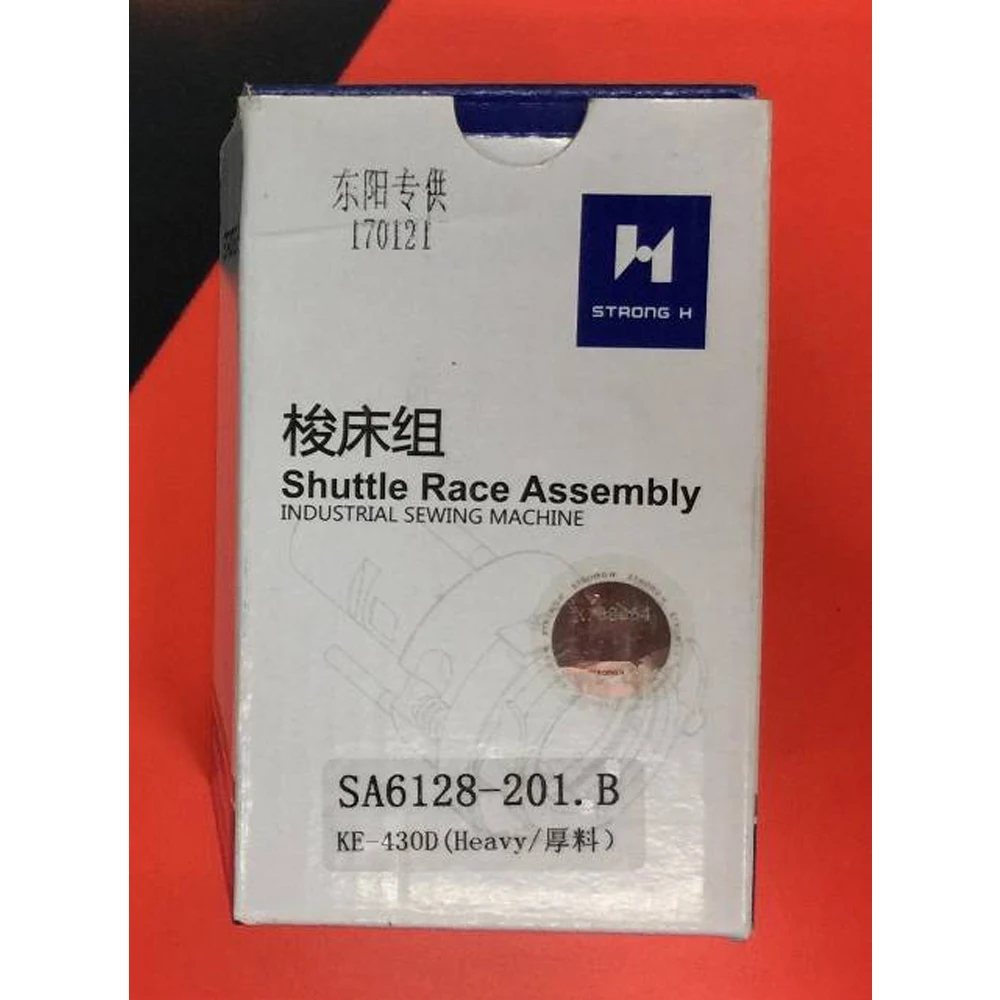 东阳专供
170121
STRONG H
梭床组
Shuttle Race Assembly
INDUSTRIAL SEWING MACHINE
STRONG H
SA6128-201.B
KE-430D(Heavy/厚料)